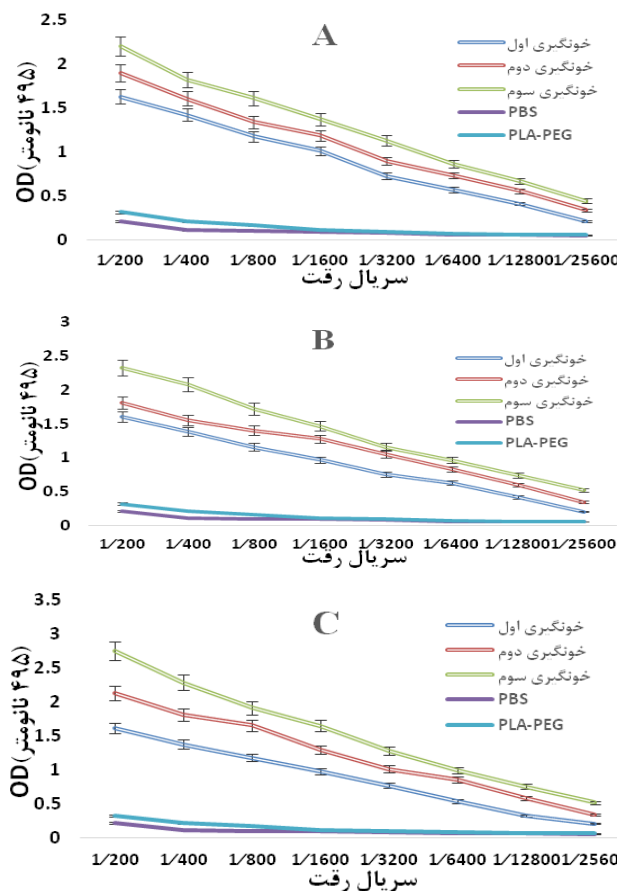 A
2.5
2
1.5
1
0.5
0
OD(۴۹۵ نانومتر)
خونگیری اول
خونگیری دوم
خونگیری سوم
PBS
PLA-PEG
1/200 1/400 1/800 1/1600 1/3200 1/6400 1/12800 1/25600
سریال رقت
B
3
2.5
2
1.5
1
0.5
0
OD(۴۹۵ نانومتر)
خونگیری اول
خونگیری دوم
خونگیری سوم
PBS
PLA-PEG
1/200 1/400 1/800 1/1600 1/3200 1/6400 1/12800 1/25600
سریال رقت
C
3.5
3
2.5
2
1.5
1
0.5
0
OD(۴۹۵ نانومتر)
خونگیری اول
خونگیری دوم
خونگیری سوم
PBS
PLA-PEG
1/200 1/400 1/800 1/1600 1/3200 1/6400 1/12800 1/2560
سریال رقت